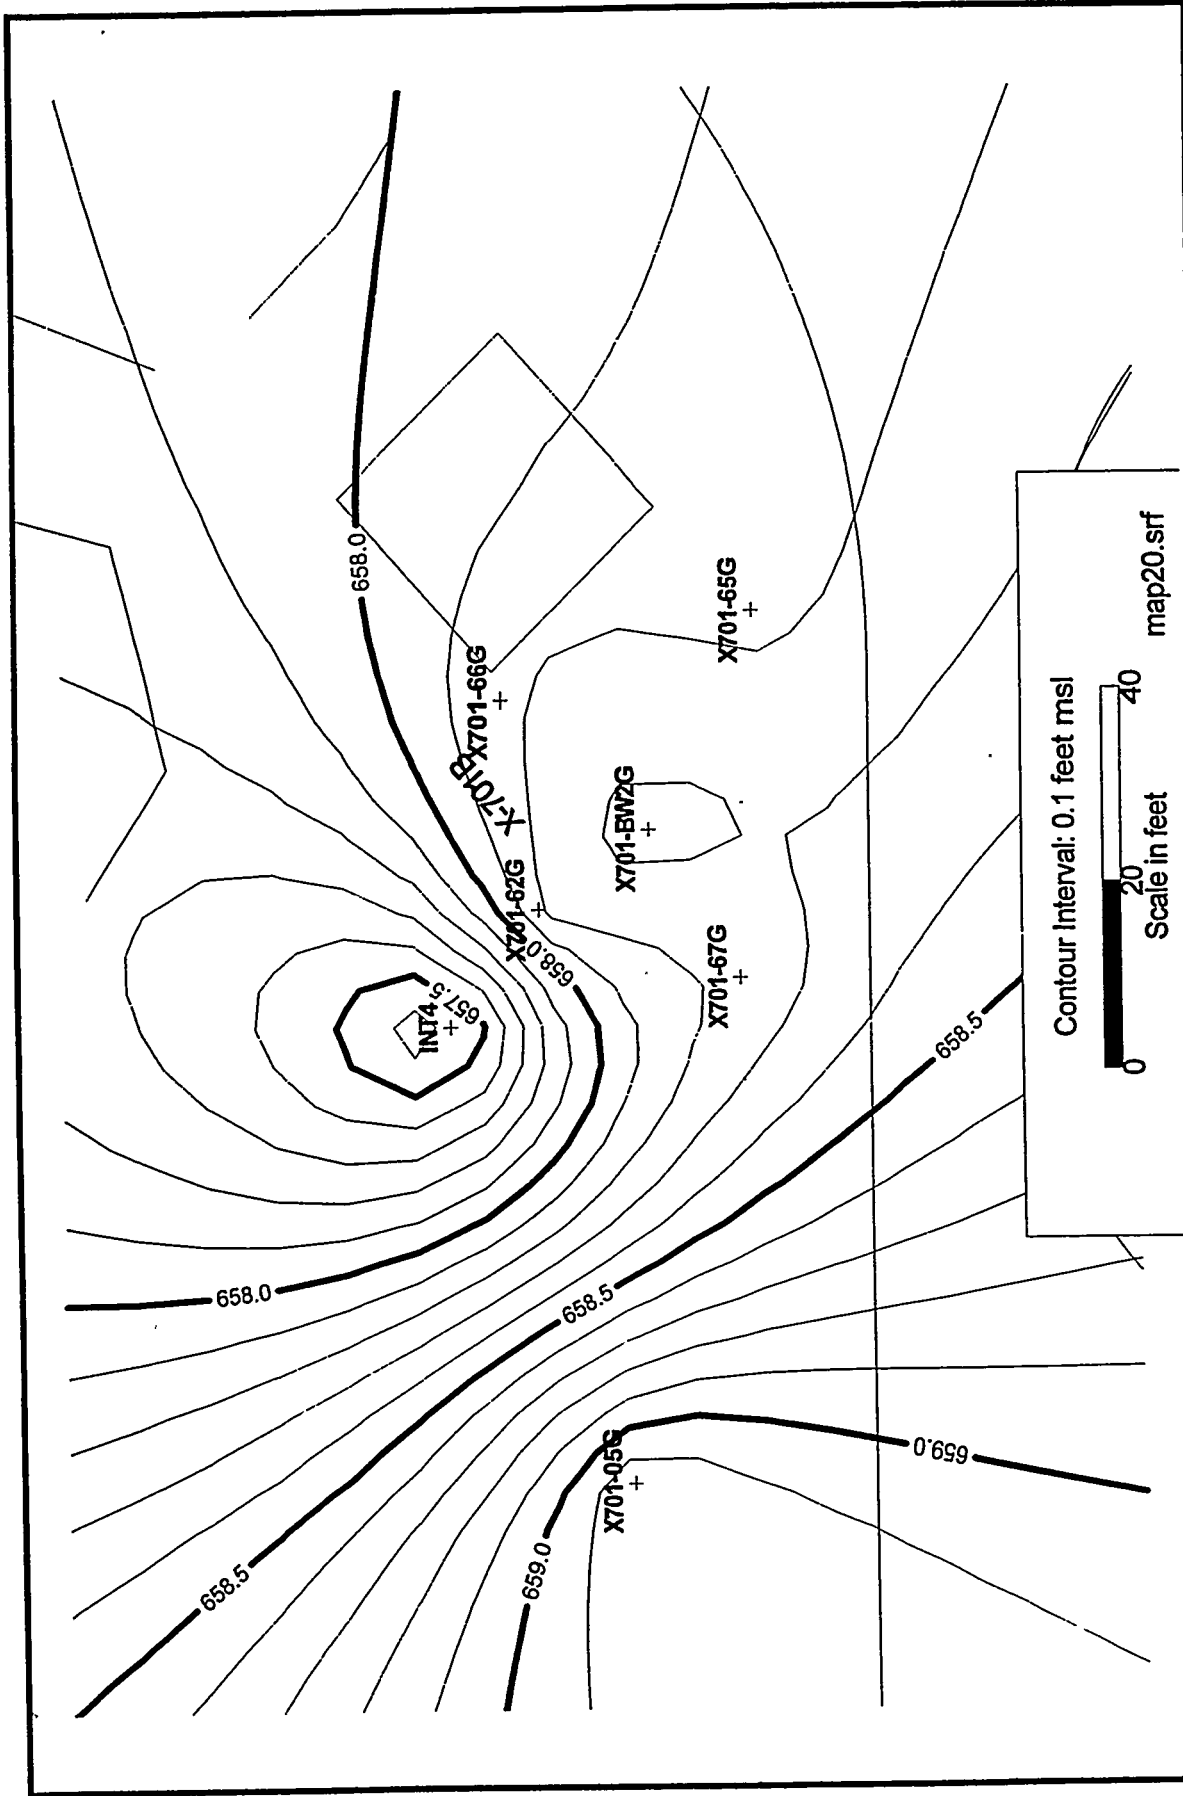 658.0
X701-66G
X-701B
X701-65G
X701-BW2G
X701-62G
658.0
X701-67G
657.5
INT4
658.5
658.0
658.5
X701-05G
659.0
659.0
658.5
Contour Interval: 0.1 feet msl
0
20
40
Scale in feet
map20.srf